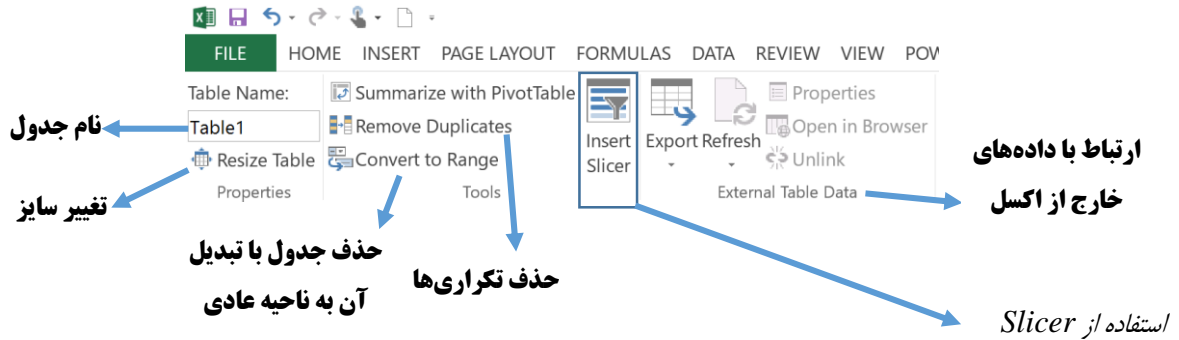 FILE HOME INSERT PAGE LAYOUT FORMULAS DATA REVIEW VIEW POW
Table Name:
Table1
Resize Table
Properties
Summarize with PivotTable
Remove Duplicates
Convert to Range
Tools
Insert
Slicer
Export
Refresh
Properties
Open in Browser
Unlink
External Table Data
نام جدول
تغییر سایز
حذف جدول با تبدیل
آن به ناحیه عادی
حذف تکراری‌ها
ارتباط با داده‌های
خارج از اکسل
استفاده از Slicer